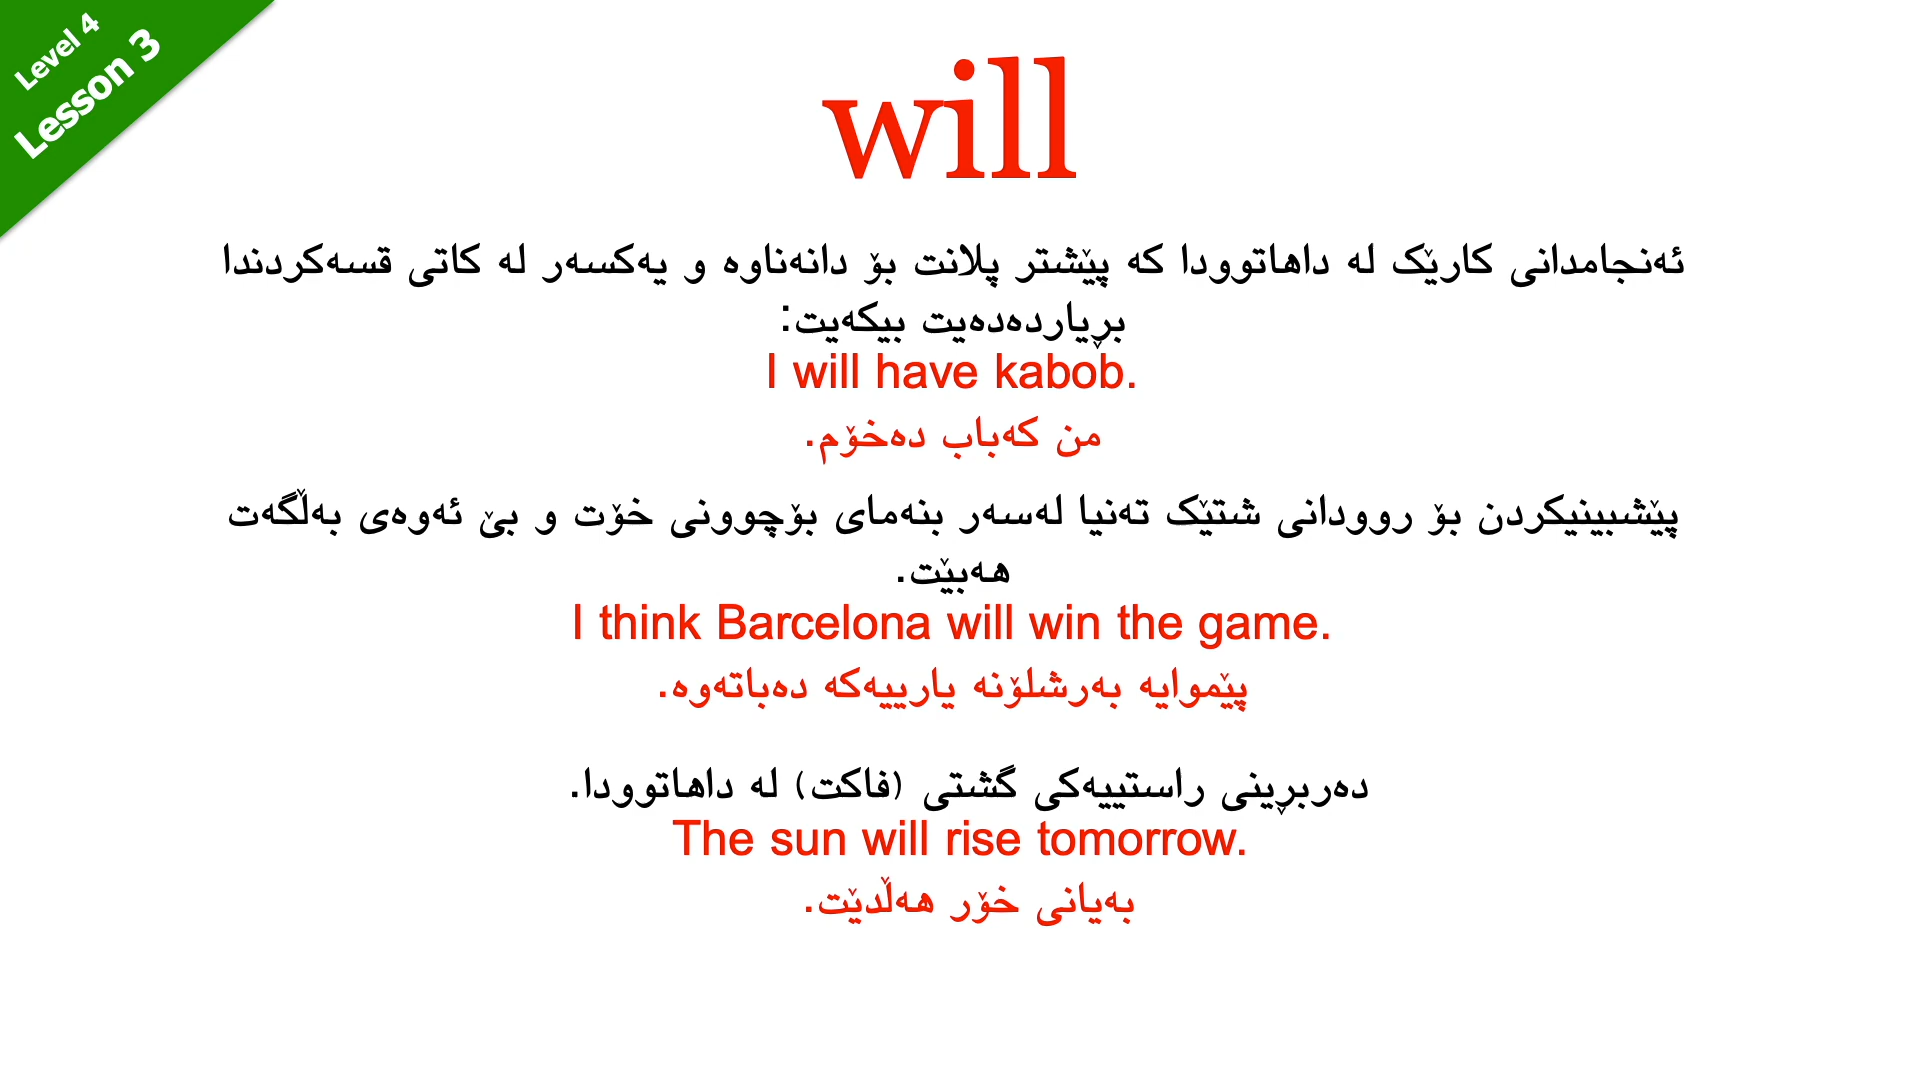 Level 4
Lesson 3
will
ئەنجامدانی کارێک لە داهاتوودا کە پێشتر پلانت بۆ دانەناوە و یەکسەر لە کاتی قسەکردندا
بڕیاردەدەیت بیکەیت:
I will have kabob.
من کەباب دەخۆم.
پێشبینیکردن بۆ روودانی شتێک تەنیا لەسەر بنەمای بۆچوونی خۆت و بێ ئەوەی بەڵگەت
هەبێت.
I think Barcelona will win the game.
پێموایە بەرشلۆنە یارییەکە دەباتەوە.
دەربڕینی راستییەکی گشتی (فاکت) لە داهاتوودا.
The sun will rise tomorrow.
بەیانی خۆر هەڵدێت.